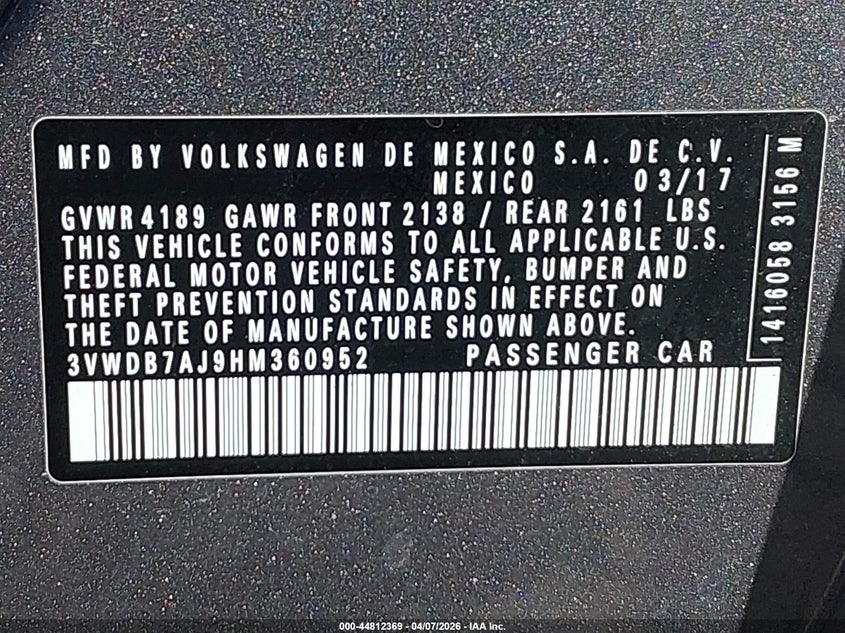 MFD BY VOLKSWAGEN DE MEXICO S.A. DE C.V.
MEXICO 03/17
GVWR 4189 GAWR FRONT 2138 / REAR 2161 LBS
THIS VEHICLE CONFORMS TO ALL APPLICABLE U.S.
FEDERAL MOTOR VEHICLE SAFETY, BUMPER AND
THEFT PREVENTION STANDARDS IN EFFECT ON
THE DATE OF MANUFACTURE SHOWN ABOVE.
3VWDB7AJ9HM360952 PASSENGER CAR
1416058 3156 M
000-44812369 - 04/07/2026 - IAA Inc.